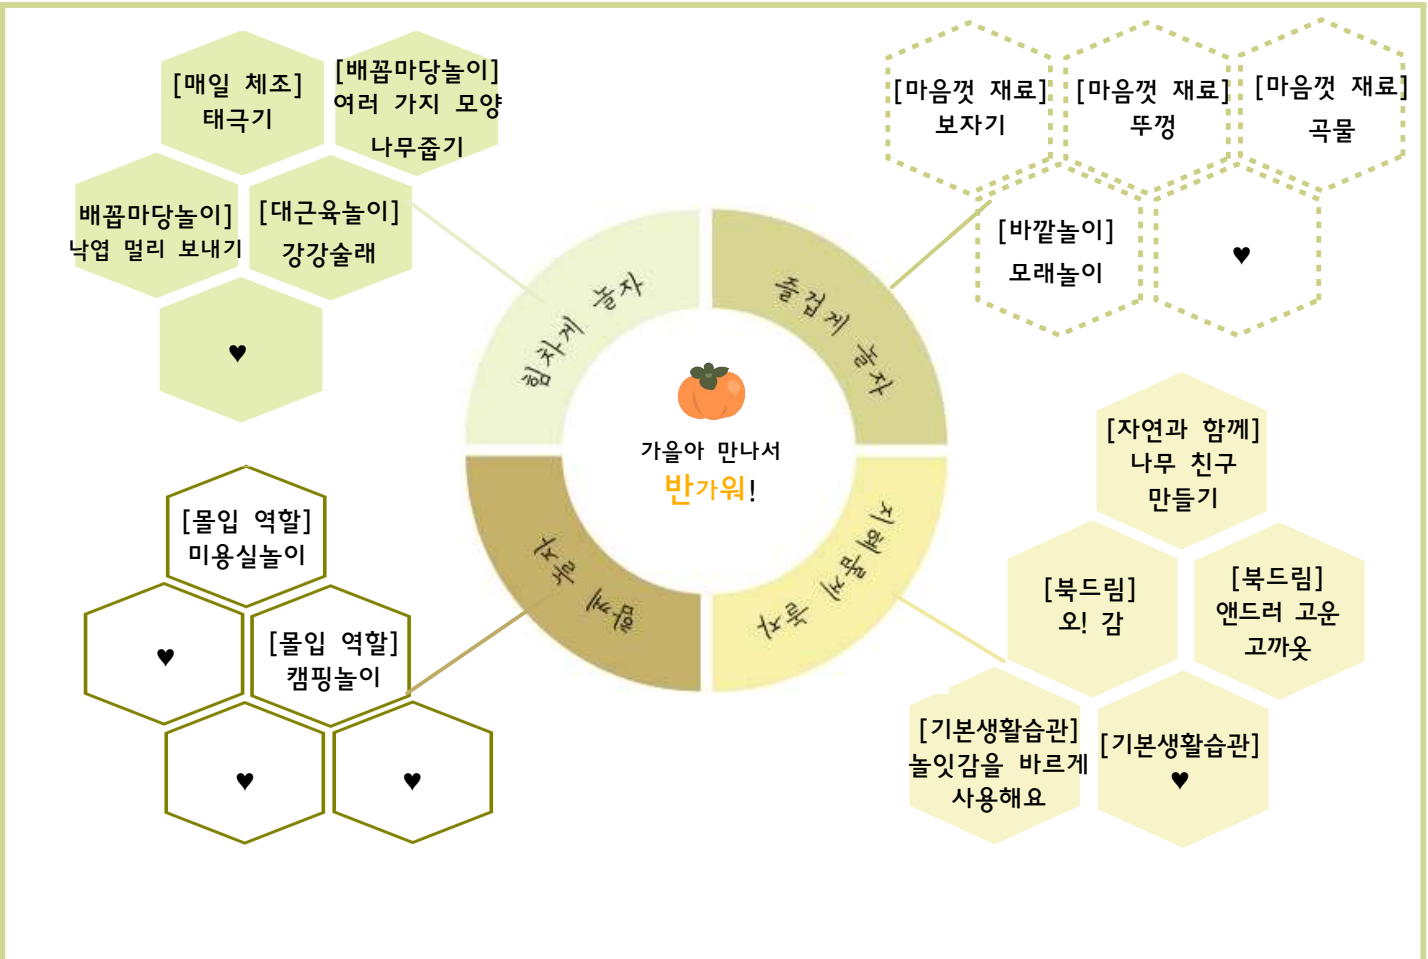 [매일 체조]
태극기
[배꼽마당놀이]
여러 가지 모양
나무줍기
배꼽마당놀이]
낙엽 멀리 보내기
[대근육놀이]
강강술래
♥
[마음껏 재료]
보자기
[마음껏 재료]
뚜껑
[마음껏 재료]
곡물
[바깥놀이]
모래놀이
♥
힘차게 놀자
즐겁게 놀자
가을아 만나서
반가워!
함께 놀자
지혜롭게 놀자
[몰입 역할]
미용실놀이
♥
[몰입 역할]
캠핑놀이
♥
♥
[자연과 함께]
나무 친구
만들기
[북드림]
오! 감
[북드림]
앤드러 고운
고까옷
[기본생활습관]
놀잇감을 바르게
사용해요
[기본생활습관]
♥